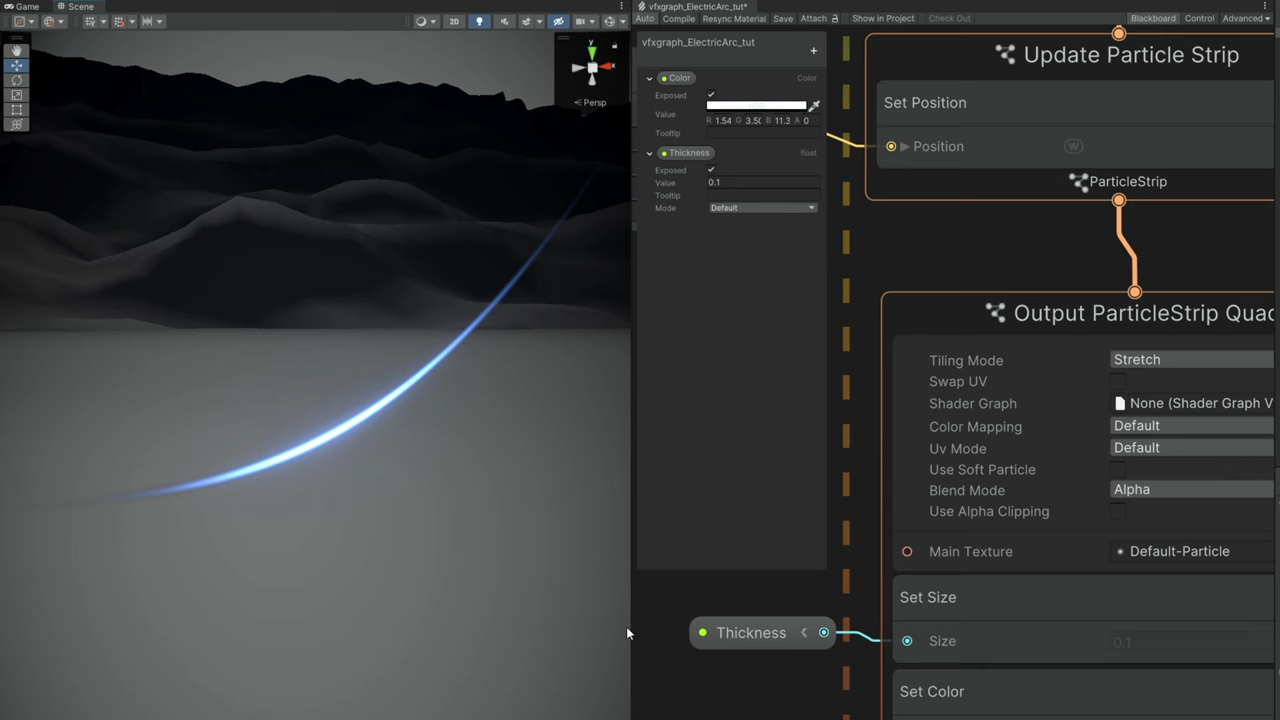 Game
Scene
2D
y
x
Persp
vfxgraph_ElectricArc_tut*
Auto
Compile
Resync Material
Save
Attach
Show in Project
Check Out
Blackboard
Control
Advanced
vfxgraph_ElectricArc_tut
+
Color
Color
Exposed
Value
HDR
R 1.54 G 3.50 B 11.3 A 0
Tooltip
Thickness
float
Exposed
Value
0.1
Tooltip
Mode
Default
Update Particle Strip
Set Position
Position
W
ParticleStrip
Output ParticleStrip Quad
Tiling Mode
Stretch
Swap UV
Shader Graph
None (Shader Graph V
Color Mapping
Default
Uv Mode
Default
Use Soft Particle
Blend Mode
Alpha
Use Alpha Clipping
Main Texture
Default-Particle
Set Size
Thickness
Size
0.1
Set Color